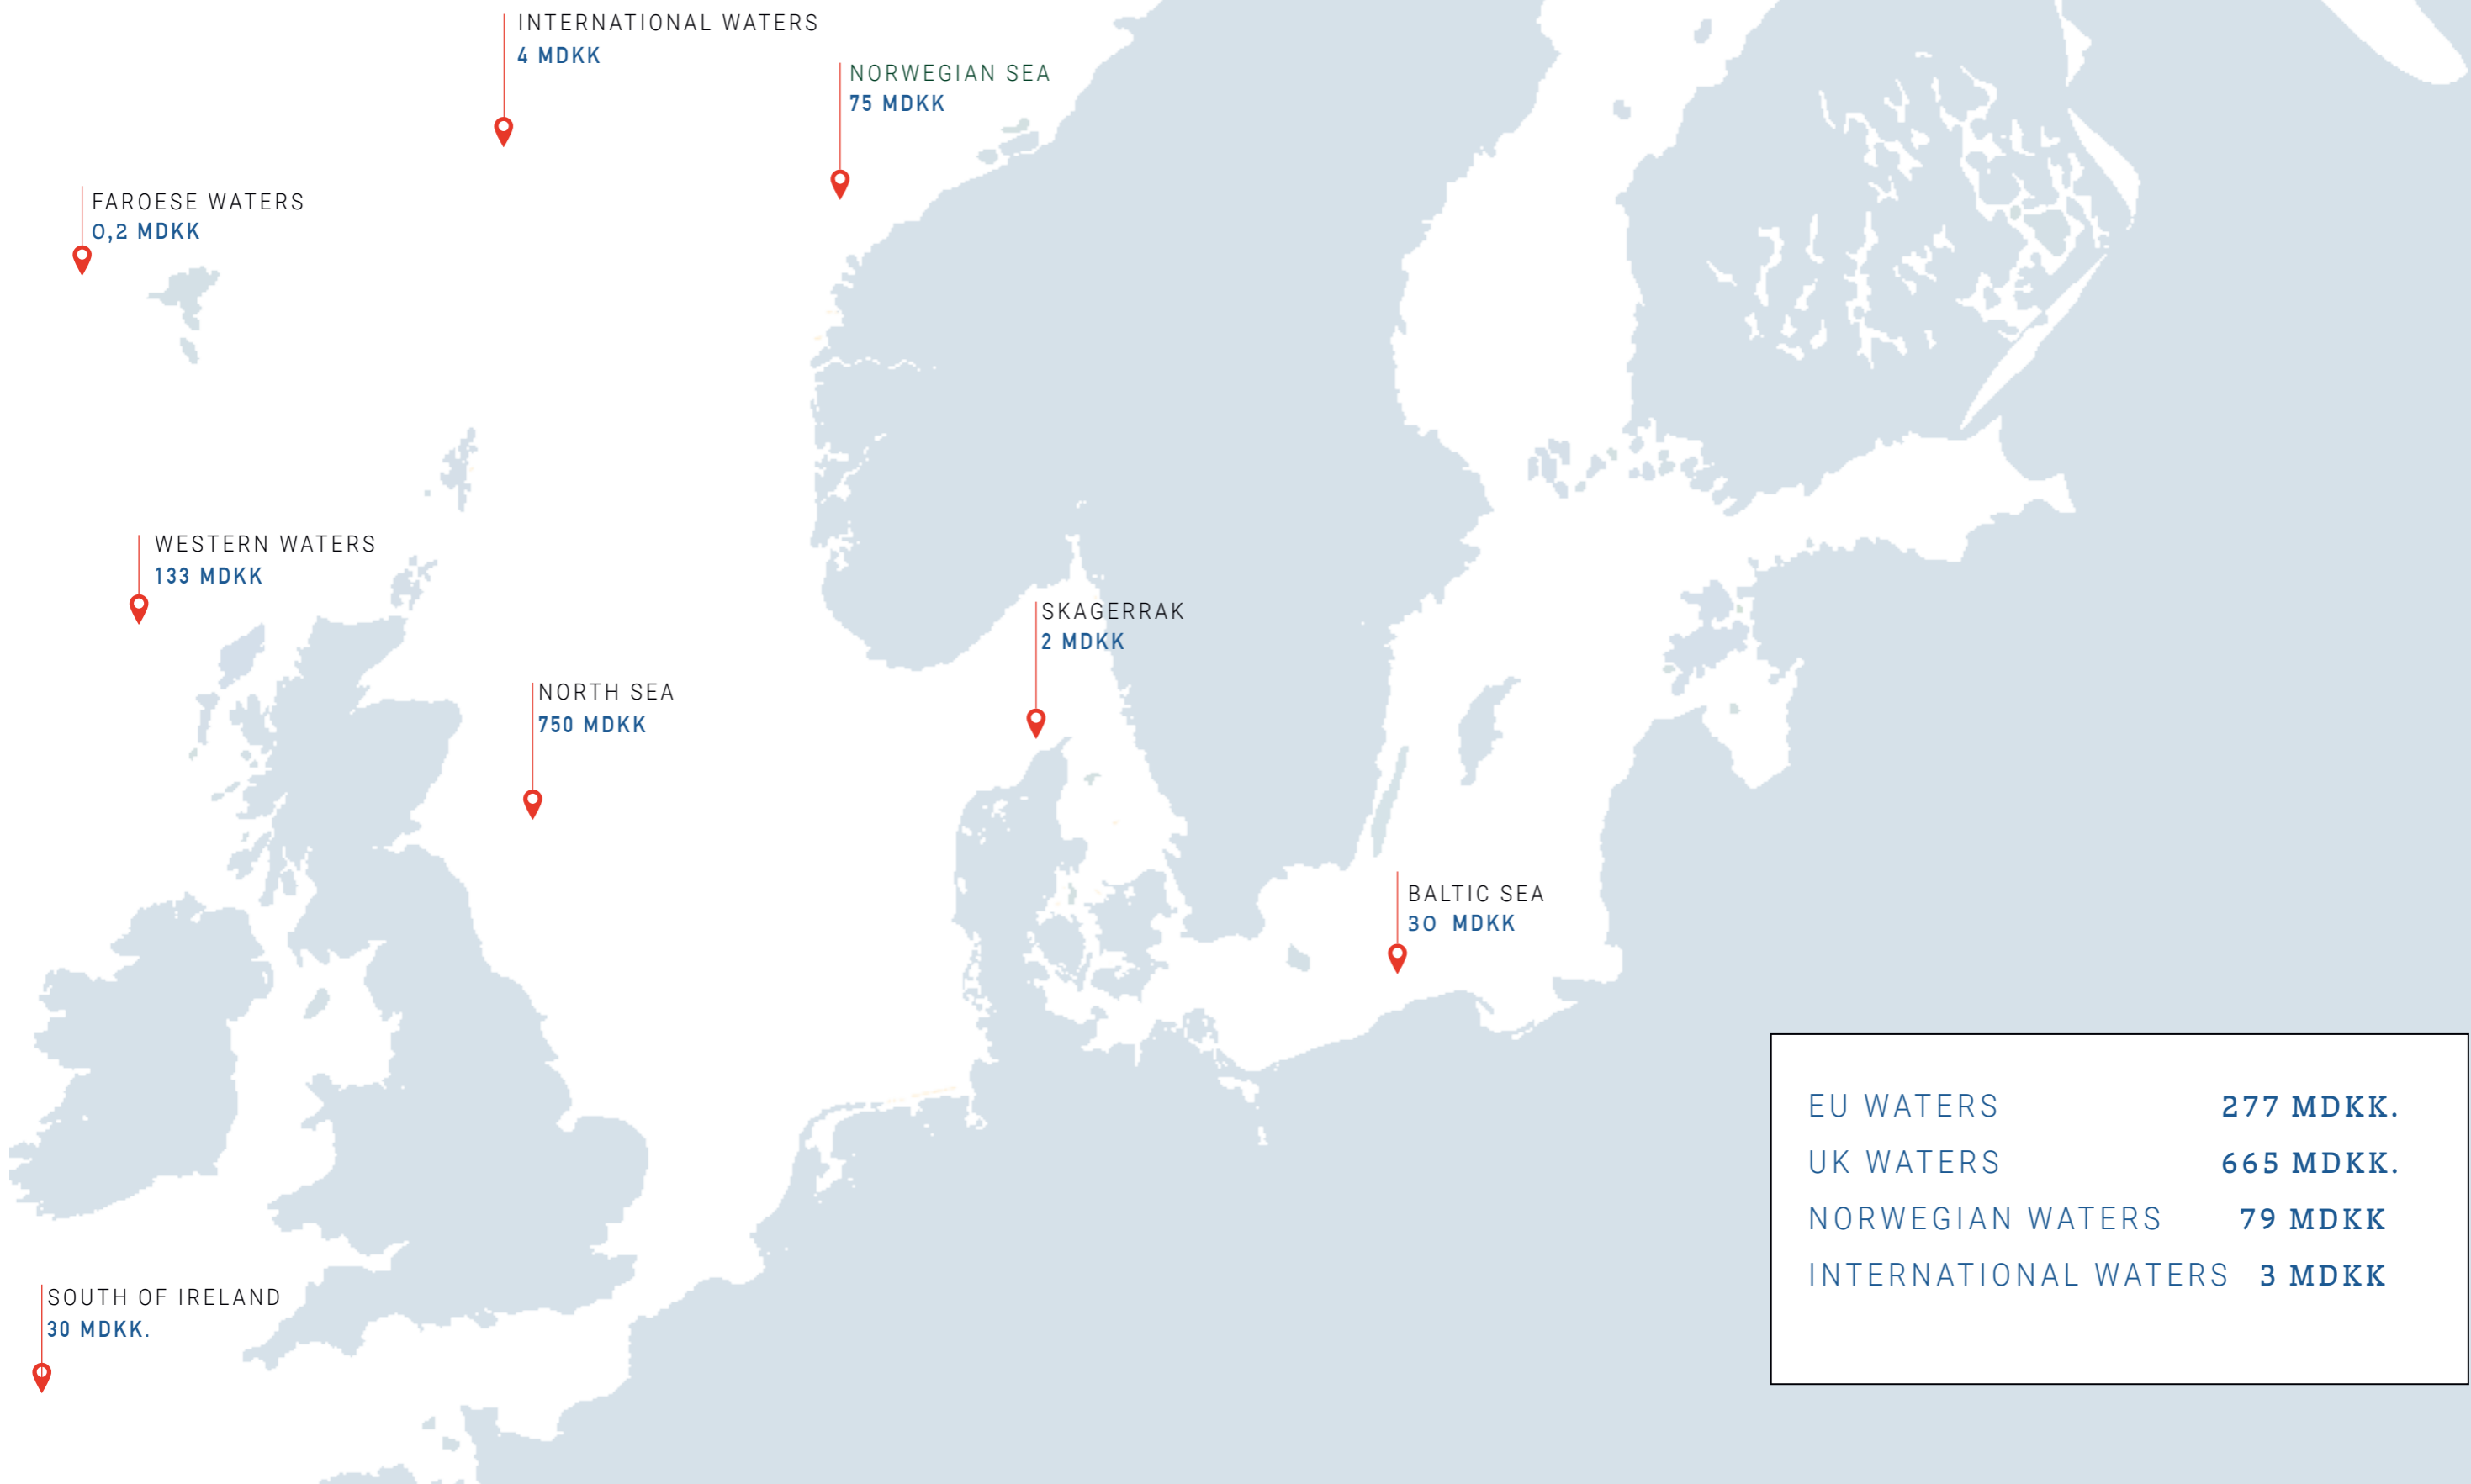 INTERNATIONAL WATERS
4 MDKK
NORWEGIAN SEA
75 MDKK
FAROESE WATERS
0,2 MDKK
WESTERN WATERS
133 MDKK
SKAGERRAK
2 MDKK
NORTH SEA
750 MDKK
BALTIC SEA
30 MDKK
SOUTH OF IRELAND
30 MDKK.
EU WATERS 277 MDKK.
UK WATERS 665 MDKK.
NORWEGIAN WATERS 79 MDKK
INTERNATIONAL WATERS 3 MDKK